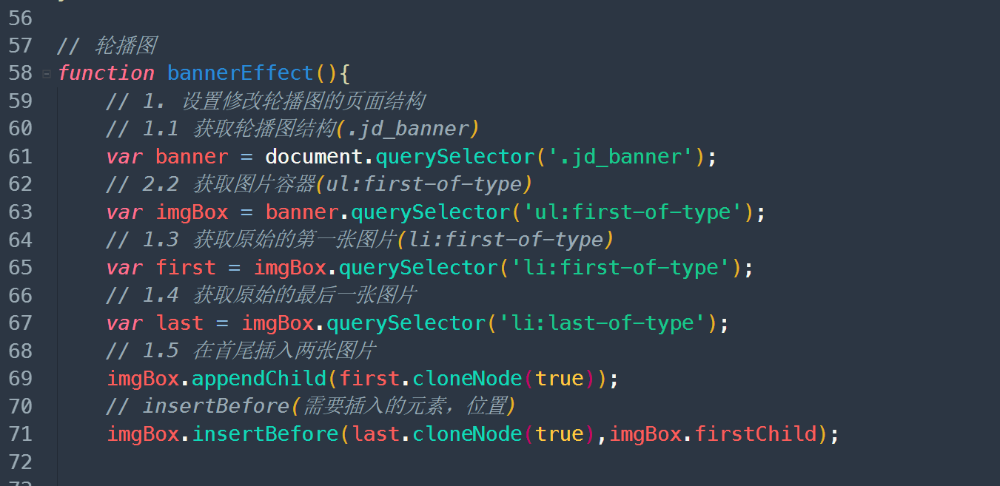 56
57 // 轮播图
58 function bannerEffect(){
59 // 1. 设置修改轮播图的页面结构
60 // 1.1 获取轮播图结构(.jd_banner)
61 var banner = document.querySelector('.jd_banner');
62 // 2.2 获取图片容器(ul:first-of-type)
63 var imgBox = banner.querySelector('ul:first-of-type');
64 // 1.3 获取原始的第一张图片(li:first-of-type)
65 var first = imgBox.querySelector('li:first-of-type');
66 // 1.4 获取原始的最后一张图片
67 var last = imgBox.querySelector('li:last-of-type');
68 // 1.5 在首尾插入两张图片
69 imgBox.appendChild(first.cloneNode(true));
70 // insertBefore(需要插入的元素，位置)
71 imgBox.insertBefore(last.cloneNode(true),imgBox.firstChild);
72